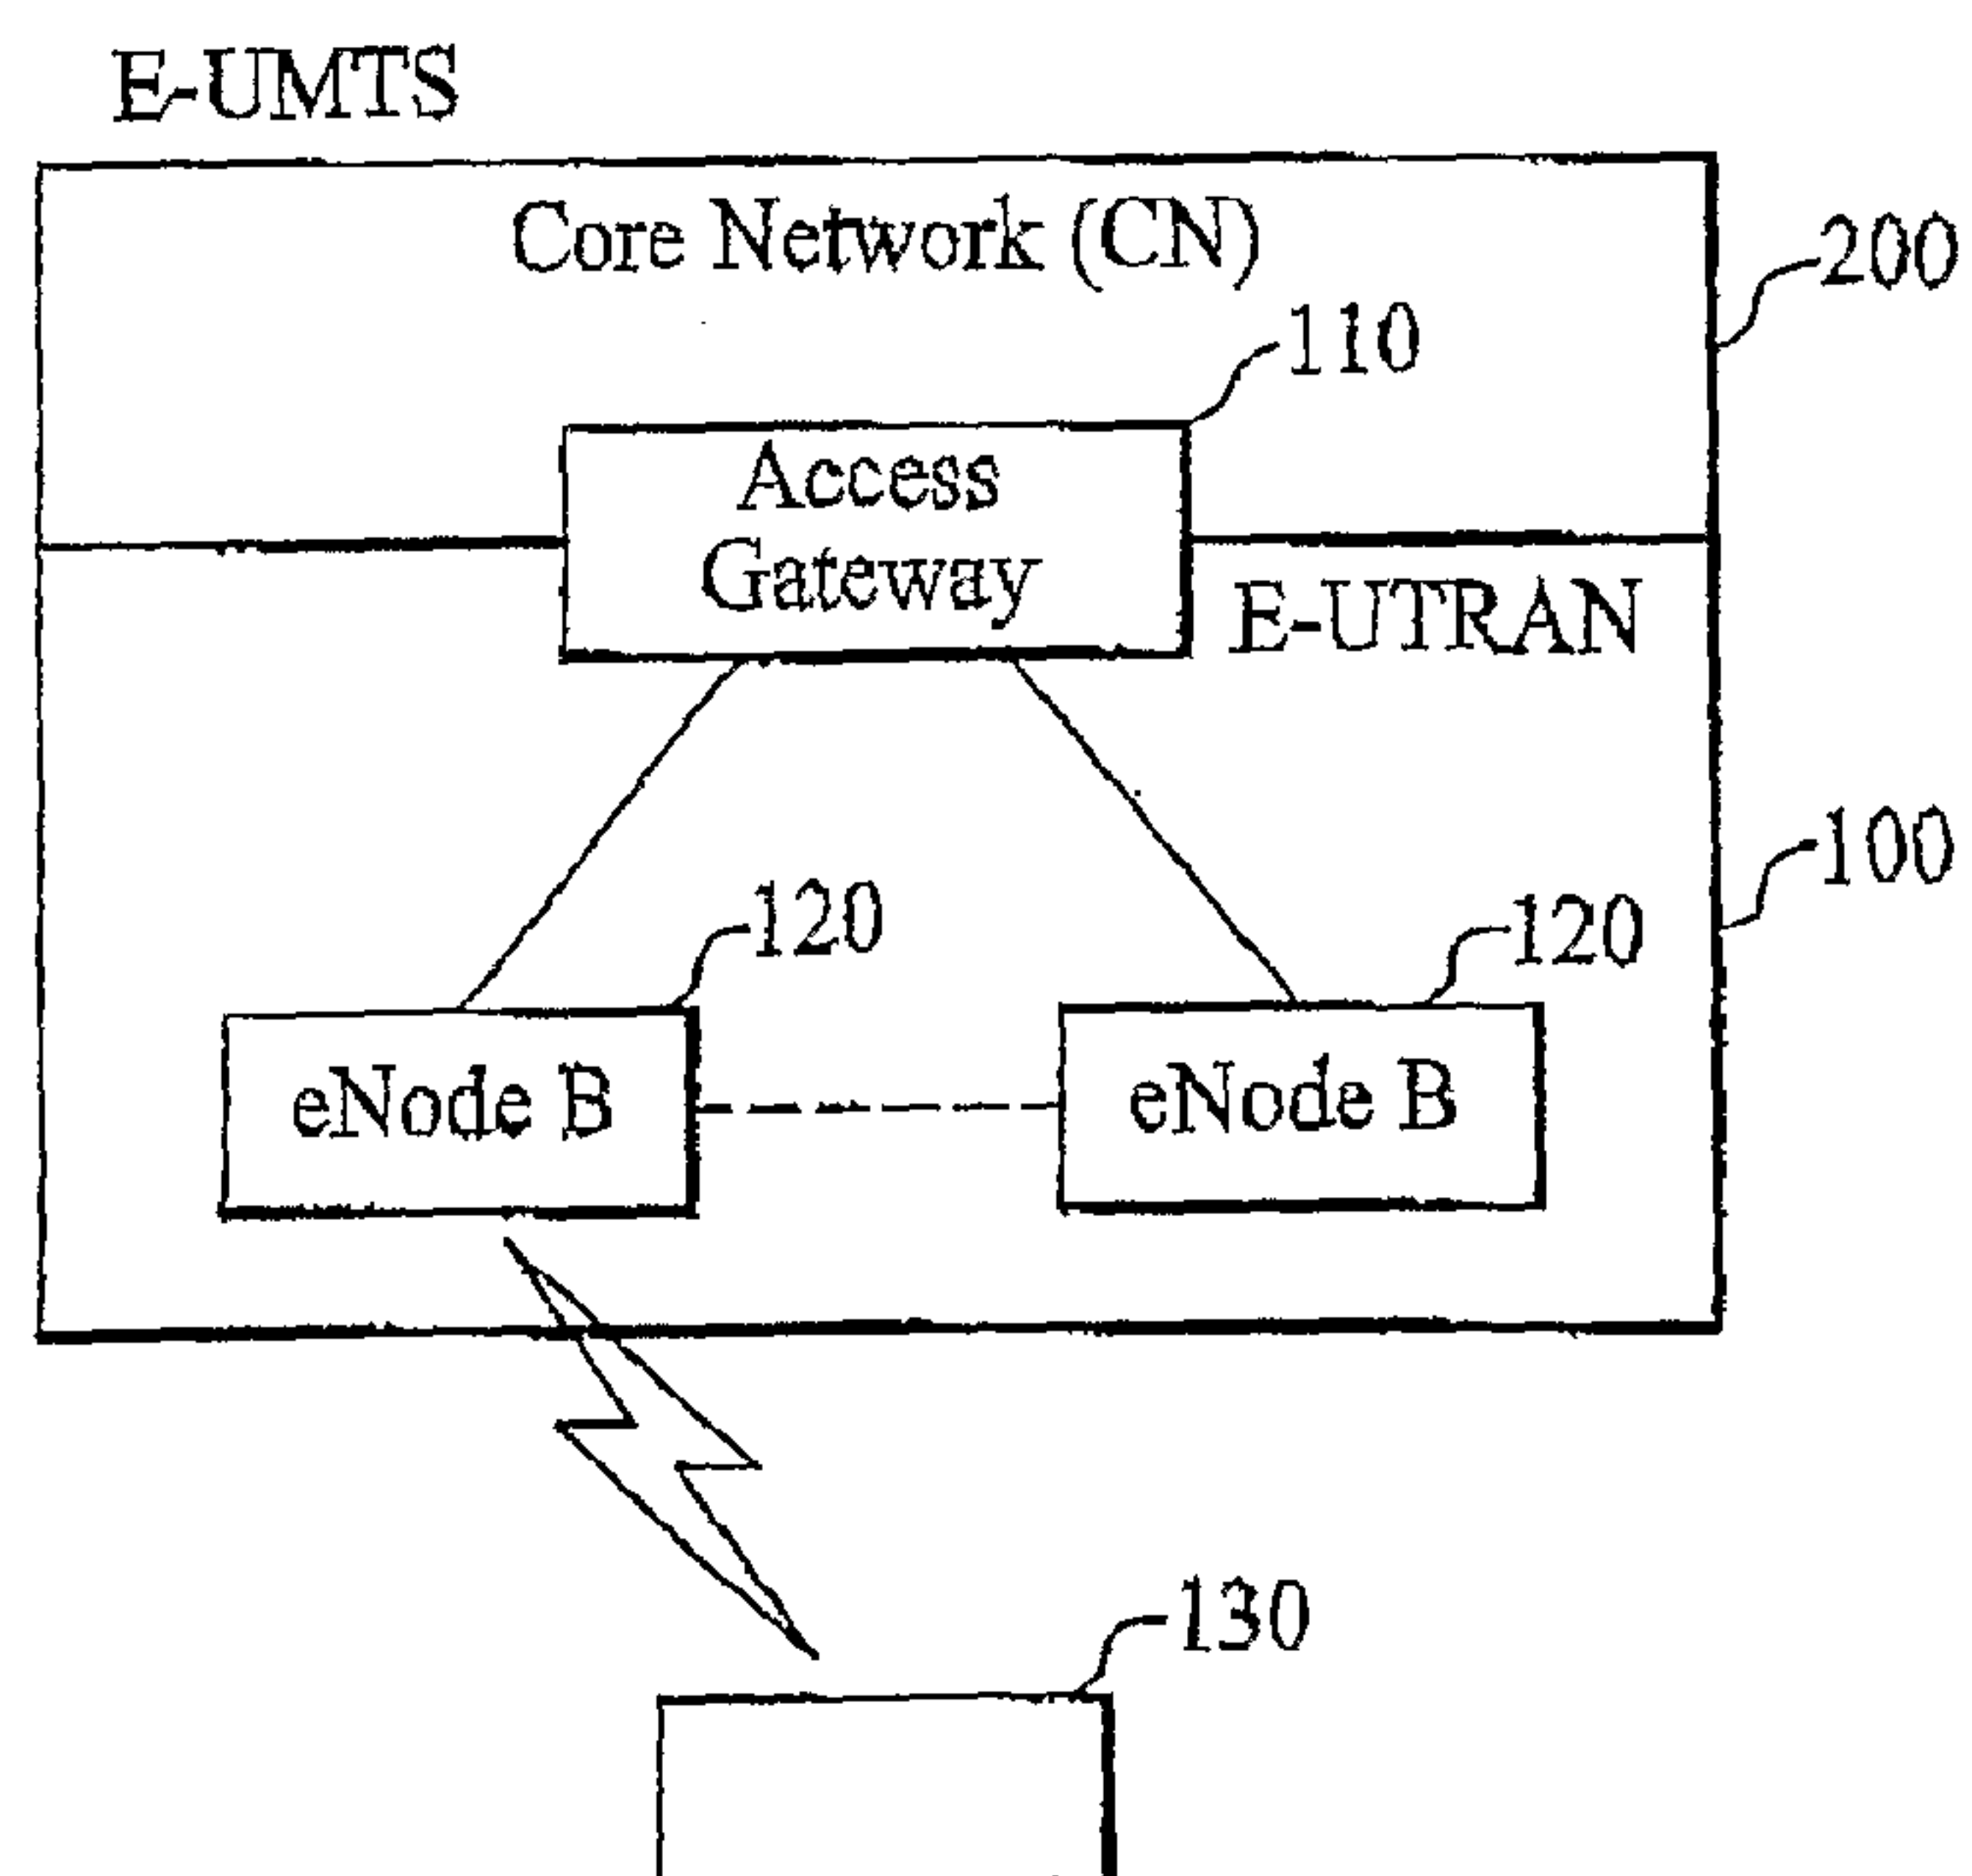 E-UMTS
Core Network (CN)
200
110
Access
Gateway
E-UTRAN
100
120
120
eNode B
eNode B
130